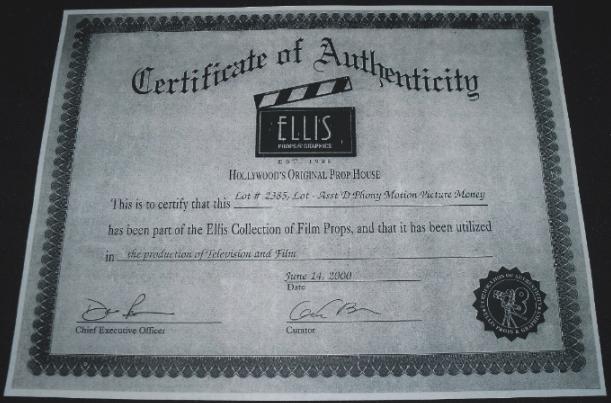 Certificate of Authenticity
ELLIS
PROPS & GRAPHICS
EST. 1908
HOLLYWOOD'S ORIGINAL PROP HOUSE
This is to certify that this Lot # 2385, Lot - Asst'D Phony Motion Picture Money
has been part of the Ellis Collection of Film Props, and that it has been utilized
in the production of Television and Film
June 14, 2000
Date
Chief Executive Officer
Curator